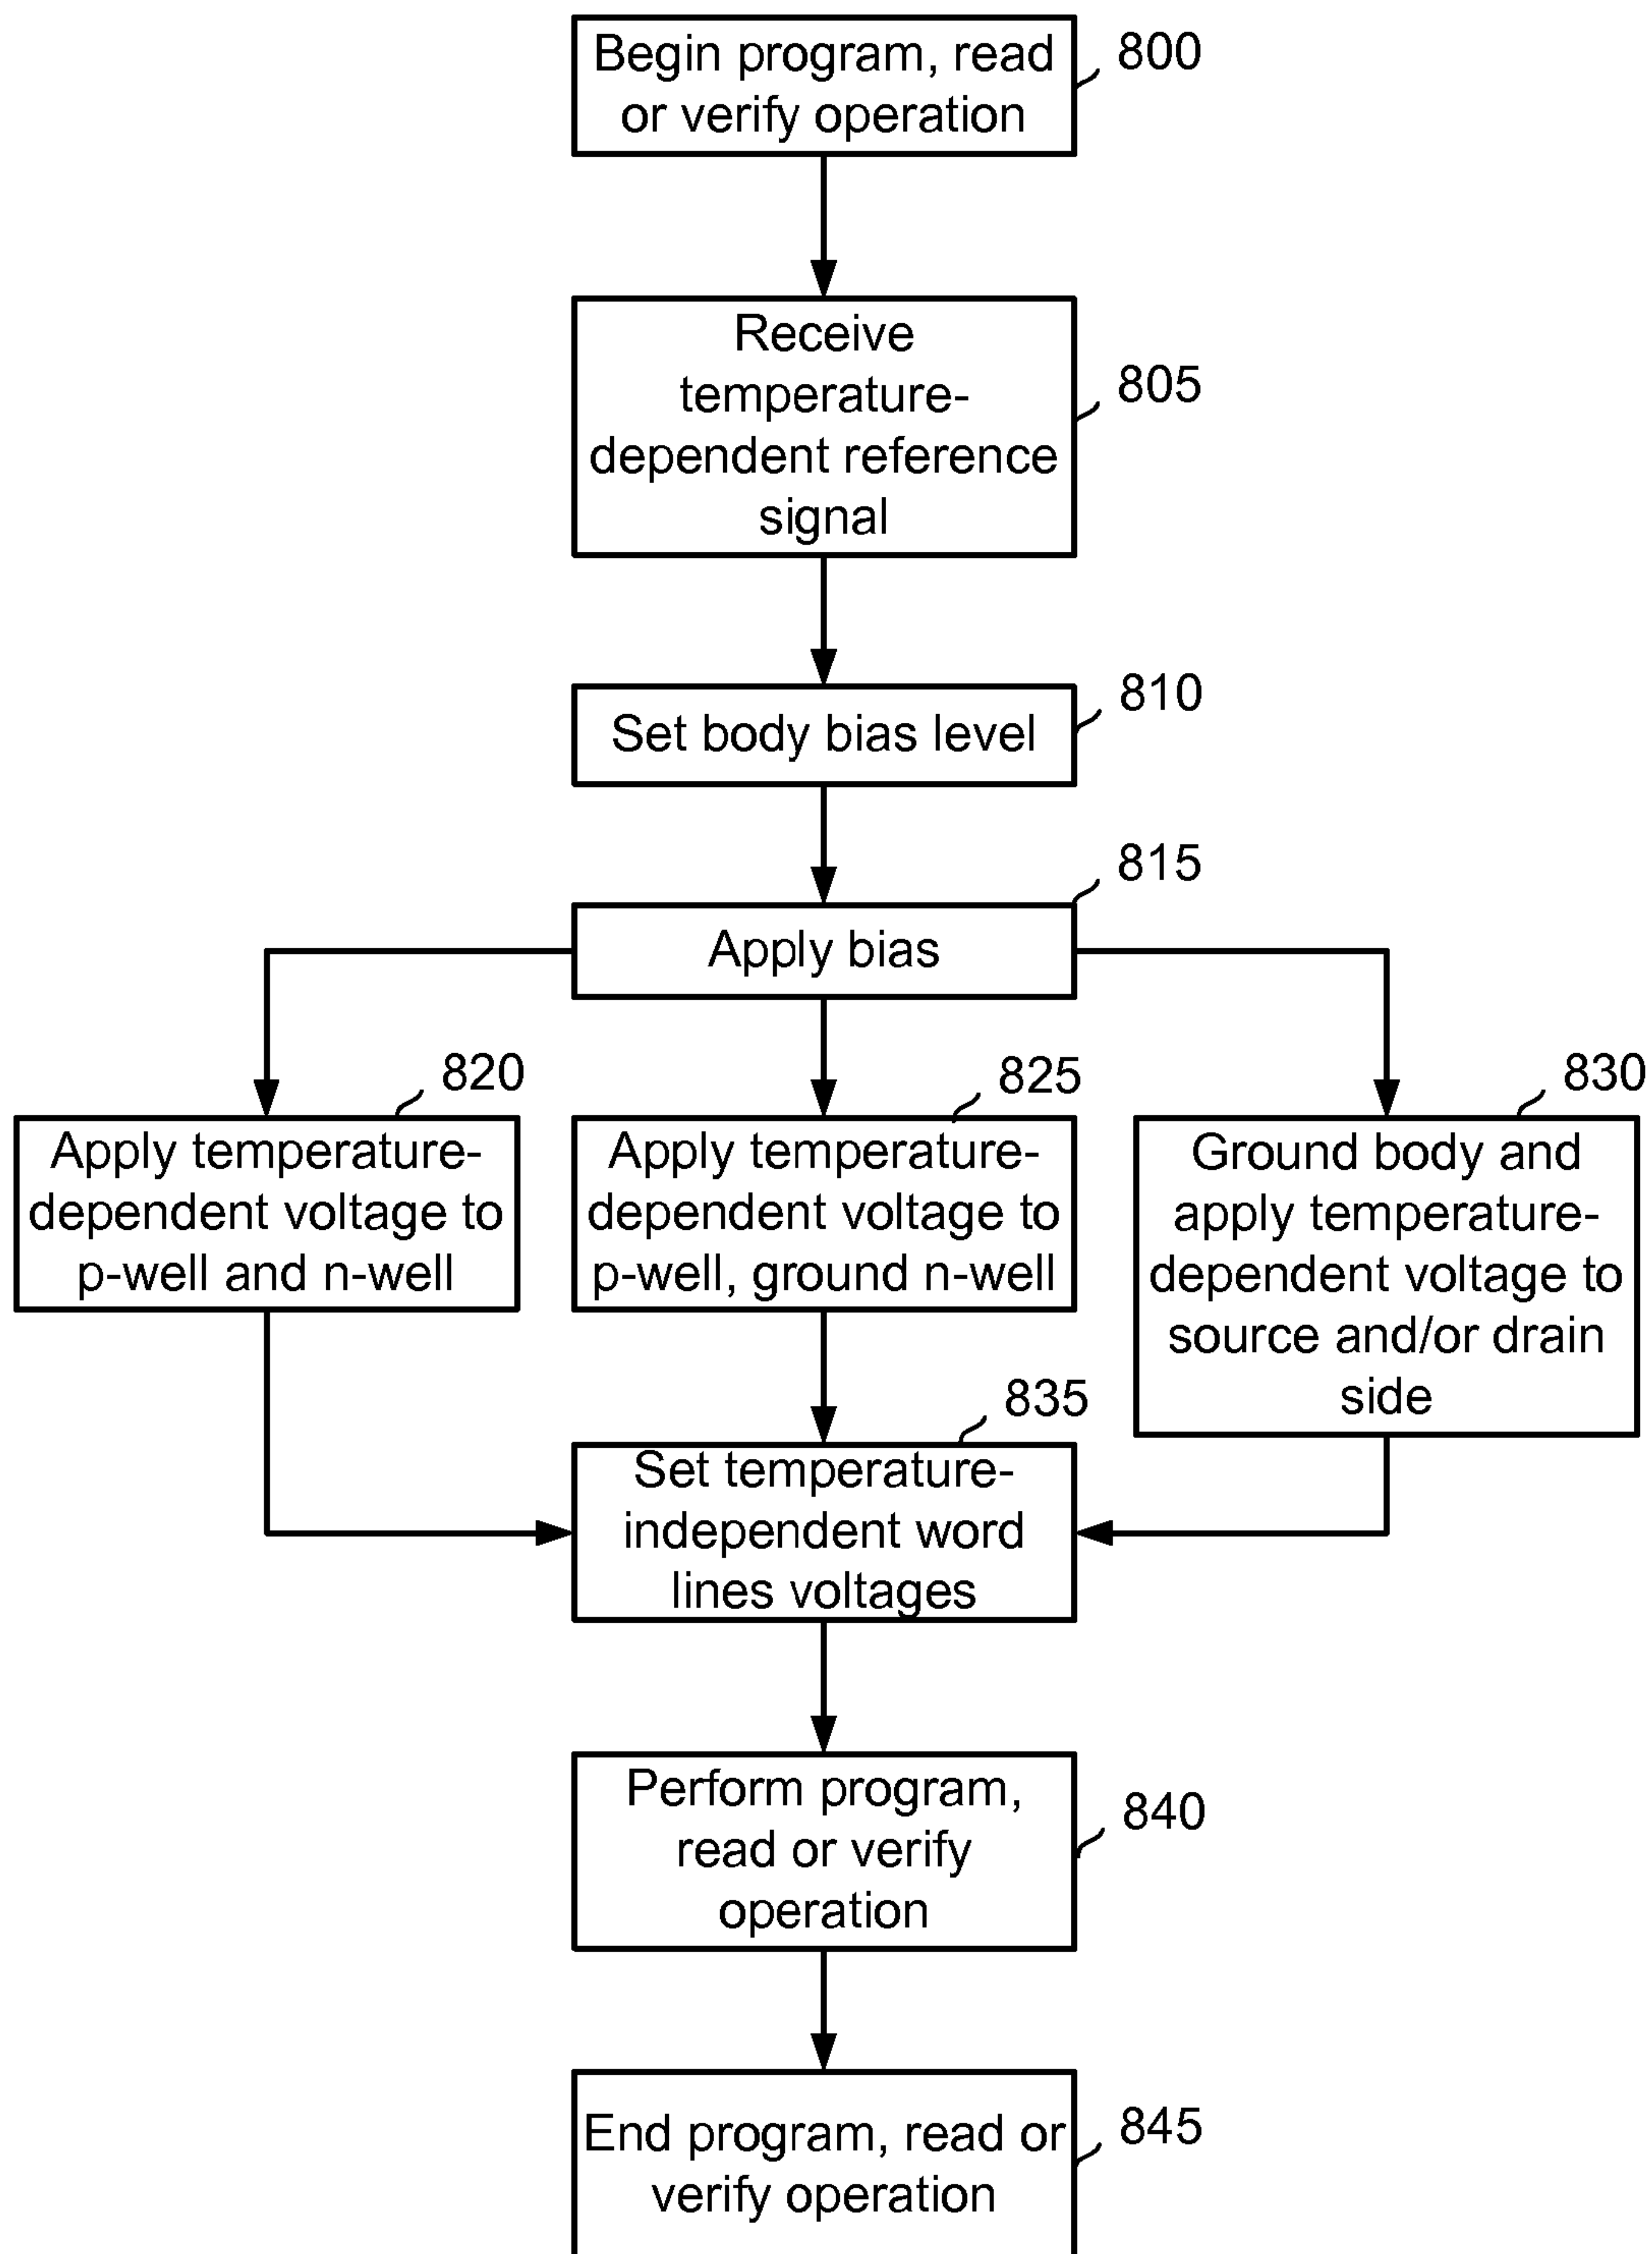 Begin program, read
or verify operation
800
Receive
temperature-
dependent reference
signal
805
Set body bias level
810
815
Apply bias
820
Apply temperature-
dependent voltage to
p-well and n-well
825
Apply temperature-
dependent voltage to
p-well, ground n-well
830
Ground body and
apply temperature-
dependent voltage to
source and/or drain
side
835
Set temperature-
independent word
lines voltages
Perform program,
read or verify
operation
840
End program, read or
verify operation
845